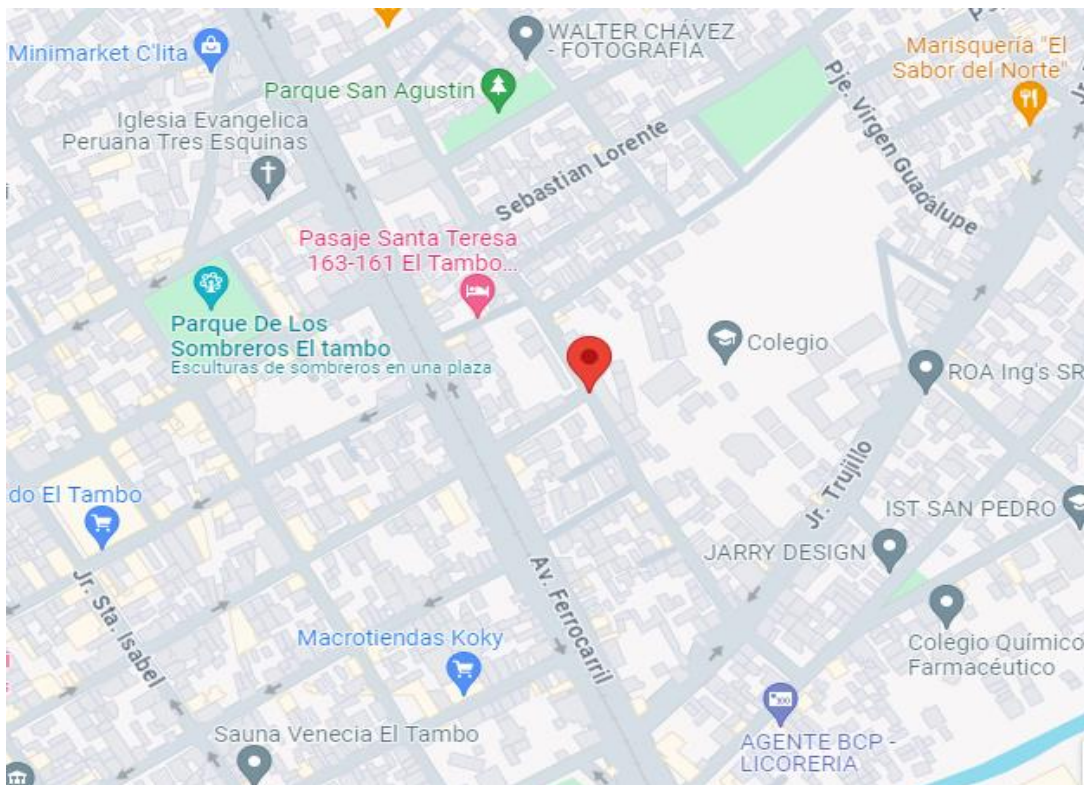 WALTER CHÁVEZ
- FOTOGRAFIA
Minimarket C'lita
Marisquería "El
Sabor del Norte"
Parque San Agustin
Pje. Virgen Guadalupe
Iglesia Evangelica
Peruana Tres Esquinas
Sebastian Lorente
Pasaje Santa Teresa
163-161 El Tambo...
Parque De Los
Sombreros El tambo
Esculturas de sombreros en una plaza
Colegio
ROA Ing's SR
Jr. Trujillo
do El Tambo
IST SAN PEDRO
JARRY DESIGN
Jr. Sta. Isabel
Av. Ferrocarril
Macrotiendas Koky
Colegio Químico
Farmacéutico
Sauna Venecia El Tambo
AGENTE BCP -
LICORERIA